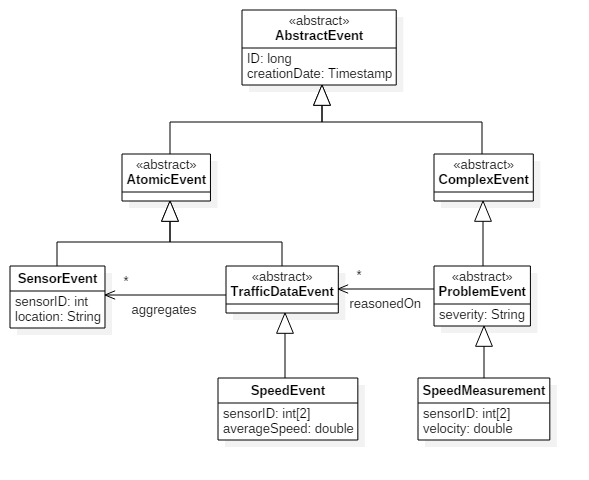 «abstract»
AbstractEvent
ID: long
creationDate: Timestamp
«abstract»
AtomicEvent
«abstract»
ComplexEvent
SensorEvent
sensorID: int
location: String
*
aggregates
«abstract»
TrafficDataEvent
*
reasonedOn
«abstract»
ProblemEvent
severity: String
SpeedEvent
sensorID: int[2]
averageSpeed: double
SpeedMeasurement
sensorID: int[2]
velocity: double